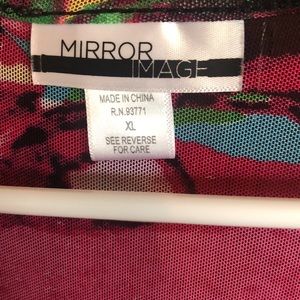 MIRROR
IMAGE
MADE IN CHINA
R.N. 93771
XL
SEE REVERSE
FOR CARE